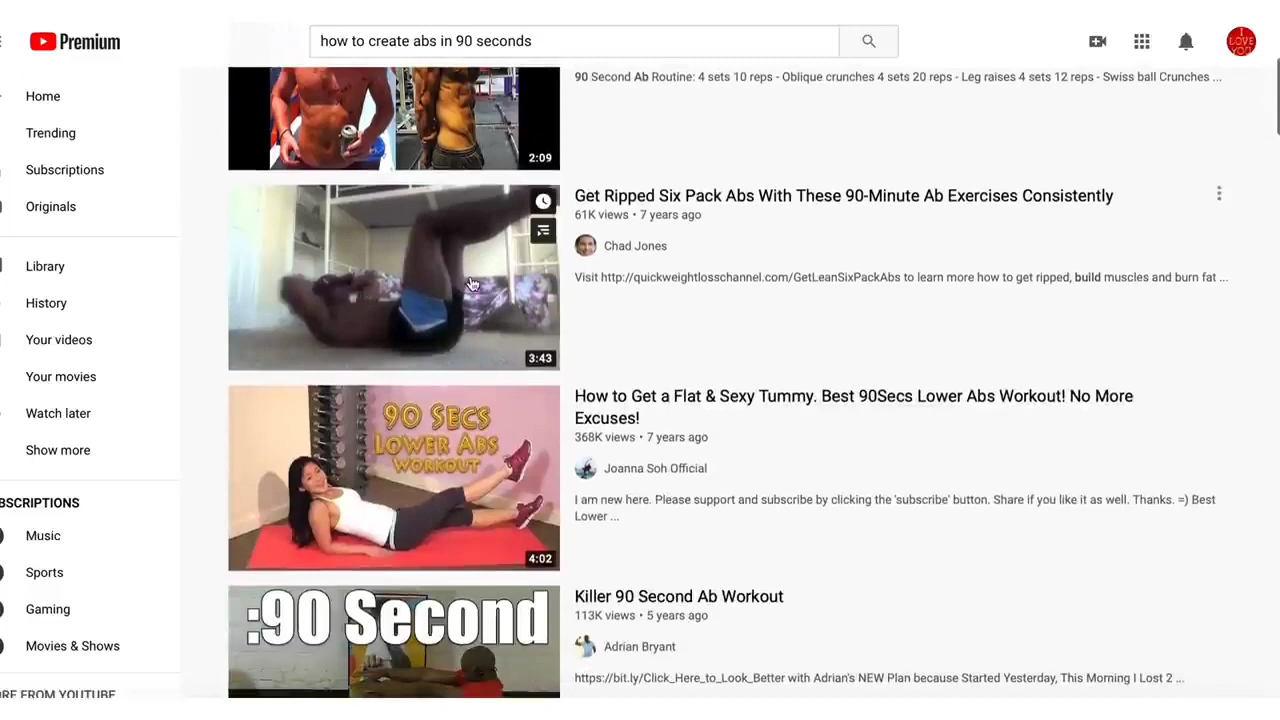 Premium
how to create abs in 90 seconds
I LOVE YOU
Home
Trending
Subscriptions
Originals
Library
History
Your videos
Your movies
Watch later
Show more
BSCRIPTIONS
Music
Sports
Gaming
Movies & Shows
RE FROM YOUTUBE
90 Second Ab Routine: 4 sets 10 reps - Oblique crunches 4 sets 20 reps - Leg raises 4 sets 12 reps - Swiss ball Crunches ...
2:09
Get Ripped Six Pack Abs With These 90-Minute Ab Exercises Consistently
61K views • 7 years ago
Chad Jones
Visit http://quickweightlosschannel.com/GetLeanSixPackAbs to learn more how to get ripped, build muscles and burn fat ...
3:43
How to Get a Flat & Sexy Tummy. Best 90Secs Lower Abs Workout! No More
Excuses!
368K views • 7 years ago
Joanna Soh Official
I am new here. Please support and subscribe by clicking the 'subscribe' button. Share if you like it as well. Thanks. =) Best
Lower ...
90 SECS
LOWER ABS
WORKOUT
4:02
Killer 90 Second Ab Workout
113K views • 5 years ago
Adrian Bryant
https://bit.ly/Click_Here_to_Look_Better with Adrian's NEW Plan because Started Yesterday, This Morning I Lost 2 ...
:90 Second